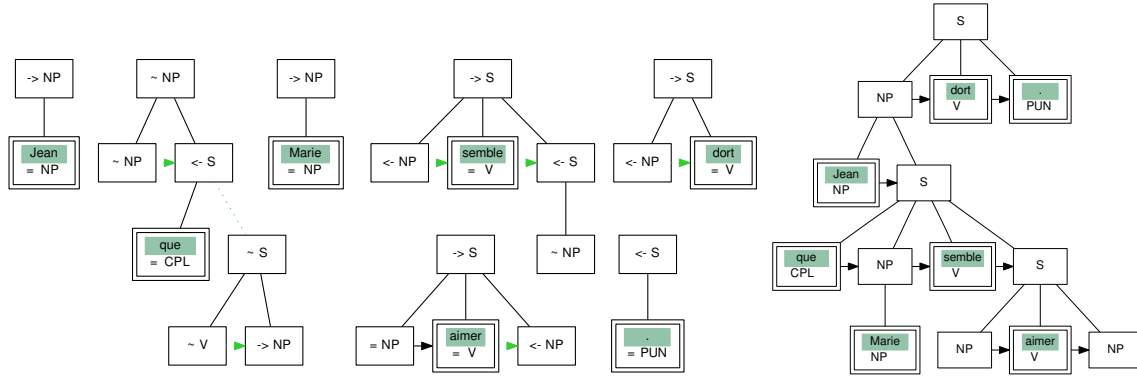 -> NP
Jean
= NP
~ NP
~ NP
<- S
que
= CPL
~ S
~ V
-> NP
-> NP
Marie
= NP
-> S
<- NP
semble
= V
<- S
~ NP
-> S
= NP
aimer
= V
<- NP
-> S
<- NP
dort
= V
<- S
.
= PUN
S
NP
dort
V
.
PUN
Jean
NP
S
que
CPL
NP
semble
V
S
Marie
NP
NP
aimer
V
NP